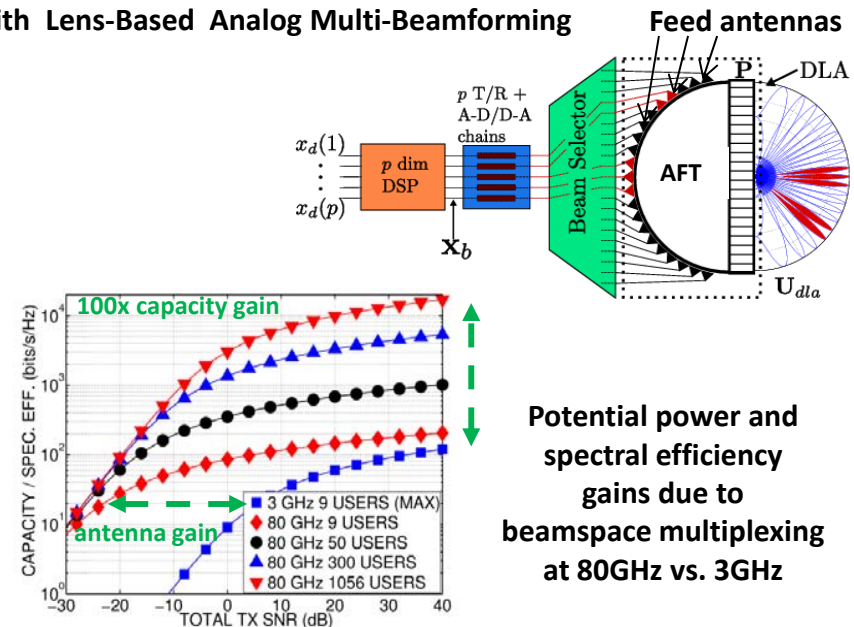 ith Lens-Based Analog Multi-Beamforming
Feed antennas
P
DLA
p T/R +
A-D/D-A
chains
x_d(1)
⋮
x_d(p)
p dim
DSP
x_b
Beam Selector
AFT
U_dla
100x capacity gain
antenna gain
CAPACITY / SPEC. EFF. (bits/s/Hz)
10^4
10^3
10^2
10^1
10^0
3 GHz 9 USERS (MAX)
80 GHz 9 USERS
80 GHz 50 USERS
80 GHz 300 USERS
80 GHz 1056 USERS
−30 −20 −10 0 10 20 30 40
TOTAL TX SNR (dB)
Potential power and
spectral efficiency
gains due to
beamspace multiplexing
at 80GHz vs. 3GHz